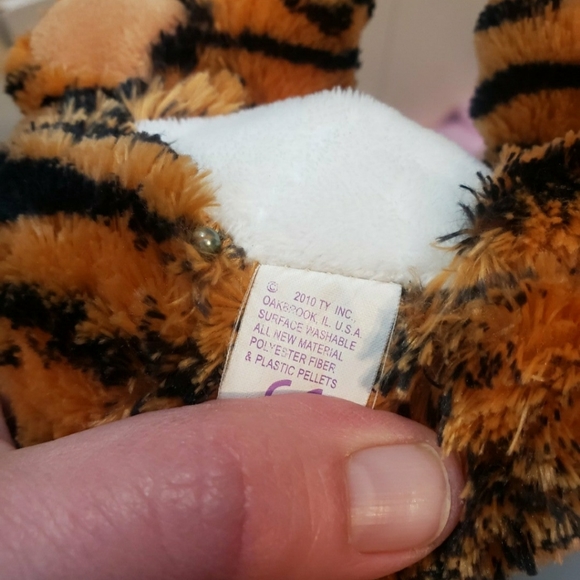 © 2010 TY INC.
OAKBROOK, IL. U.S.A.
SURFACE WASHABLE
ALL NEW MATERIAL
POLYESTER FIBER
& PLASTIC PELLETS